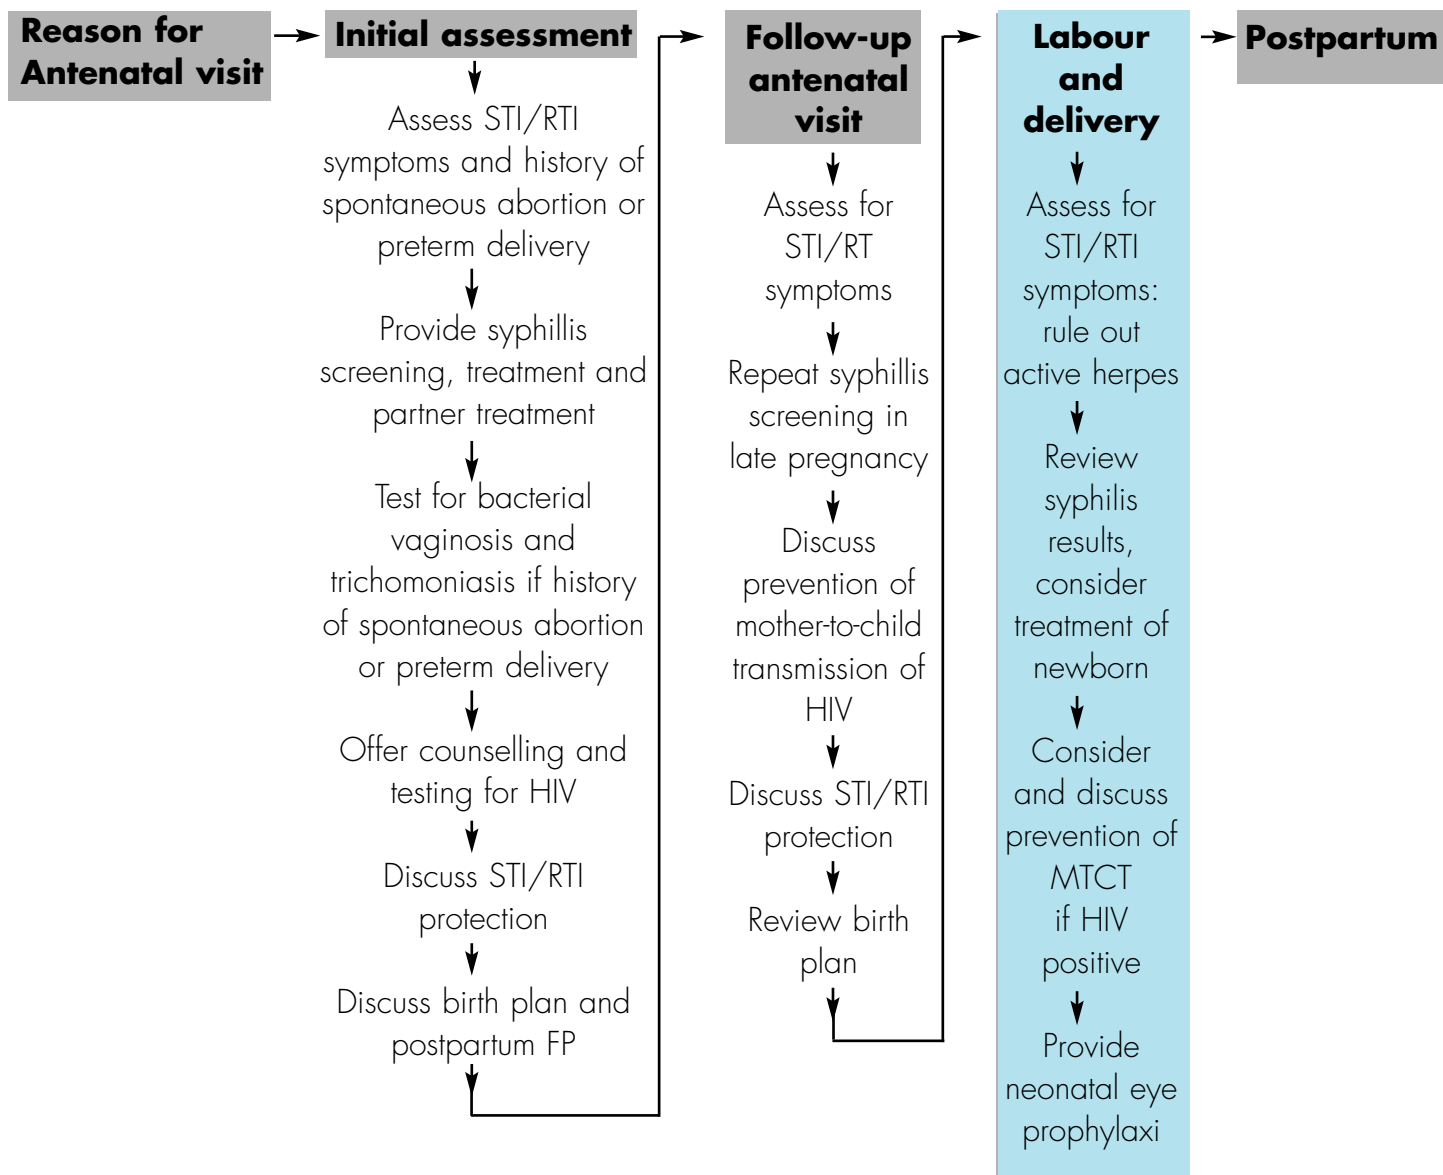 Reason for
Antenatal visit
Initial assessment
Assess STI/RTI
symptoms and history of
spontaneous abortion or
preterm delivery
Provide syphillis
screening, treatment and
partner treatment
Test for bacterial
vaginosis and
trichomoniasis if history
of spontaneous abortion
or preterm delivery
Offer counselling and
testing for HIV
Discuss STI/RTI
protection
Discuss birth plan and
postpartum FP
Follow-up
antenatal
visit
Assess for
STI/RT
symptoms
Repeat syphillis
screening in
late pregnancy
Discuss
prevention of
mother-to-child
transmission of
HIV
Discuss STI/RTI
protection
Review birth
plan
Labour
and
delivery
Assess for
STI/RTI
symptoms:
rule out
active herpes
Review
syphilis
results,
consider
treatment of
newborn
Consider
and discuss
prevention of
MTCT
if HIV
positive
Provide
neonatal eye
prophylaxi
Postpartum